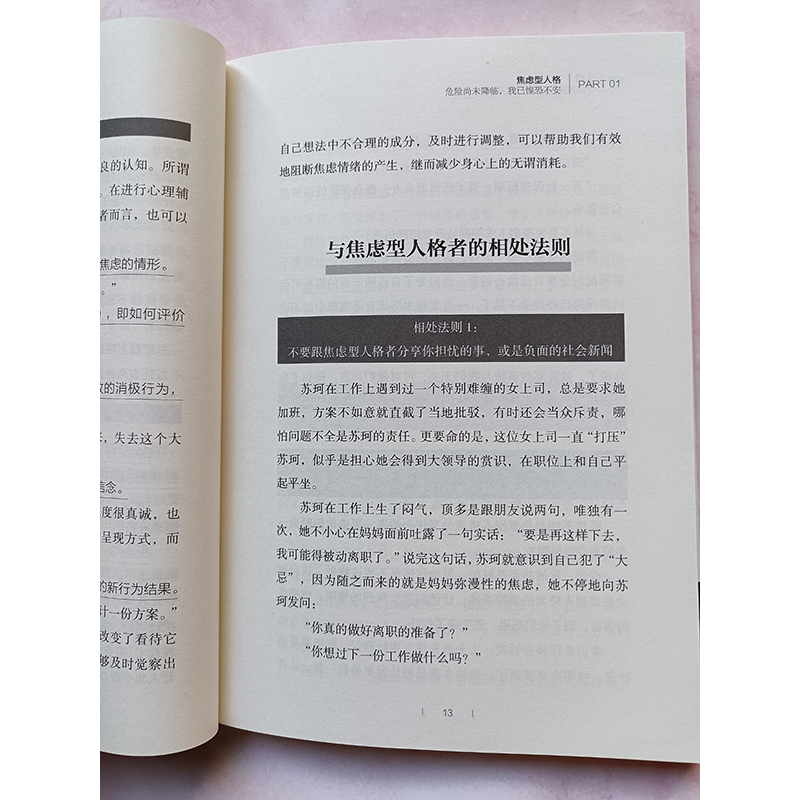 良的认知。所谓
。在进行心理辅
者而言，也可以
焦虑的情形。
。”
，即如何评价
的消极行为，
，失去这个大
信念。
度很真诚，也
呈现方式，而
的新行为结果。
计一份方案。”
改变了看待它
够及时觉察出
焦虑型人格
危险尚未降临，我已惶恐不安
PART 01
自己想法中不合理的成分，及时进行调整，可以帮助我们有效
地阻断焦虑情绪的产生，继而减少身心上的无谓消耗。
与焦虑型人格者的相处法则
相处法则 1：
不要跟焦虑型人格者分享你担忧的事，或是负面的社会新闻
苏珂在工作上遇到过一个特别难缠的女上司，总是要求她
加班，方案不如意就直截了当地批驳，有时还会当众斥责，哪
怕问题不全是苏珂的责任。更要命的是，这位女上司一直“打压”
苏珂，似乎是担心她会得到大领导的赏识，在职位上和自己平
起平坐。
苏珂在工作上生了闷气，顶多是跟朋友说两句，唯独有一
次，她不小心在妈妈面前吐露了一句实话：“要是再这样下去，
我可能得被动离职了。”说完这句话，苏珂就意识到自己犯了“大
忌”，因为随之而来的就是妈妈弥漫性的焦虑，她不停地向苏
珂发问：
“你真的做好离职的准备了？”
“你想过下一份工作做什么吗？”
13